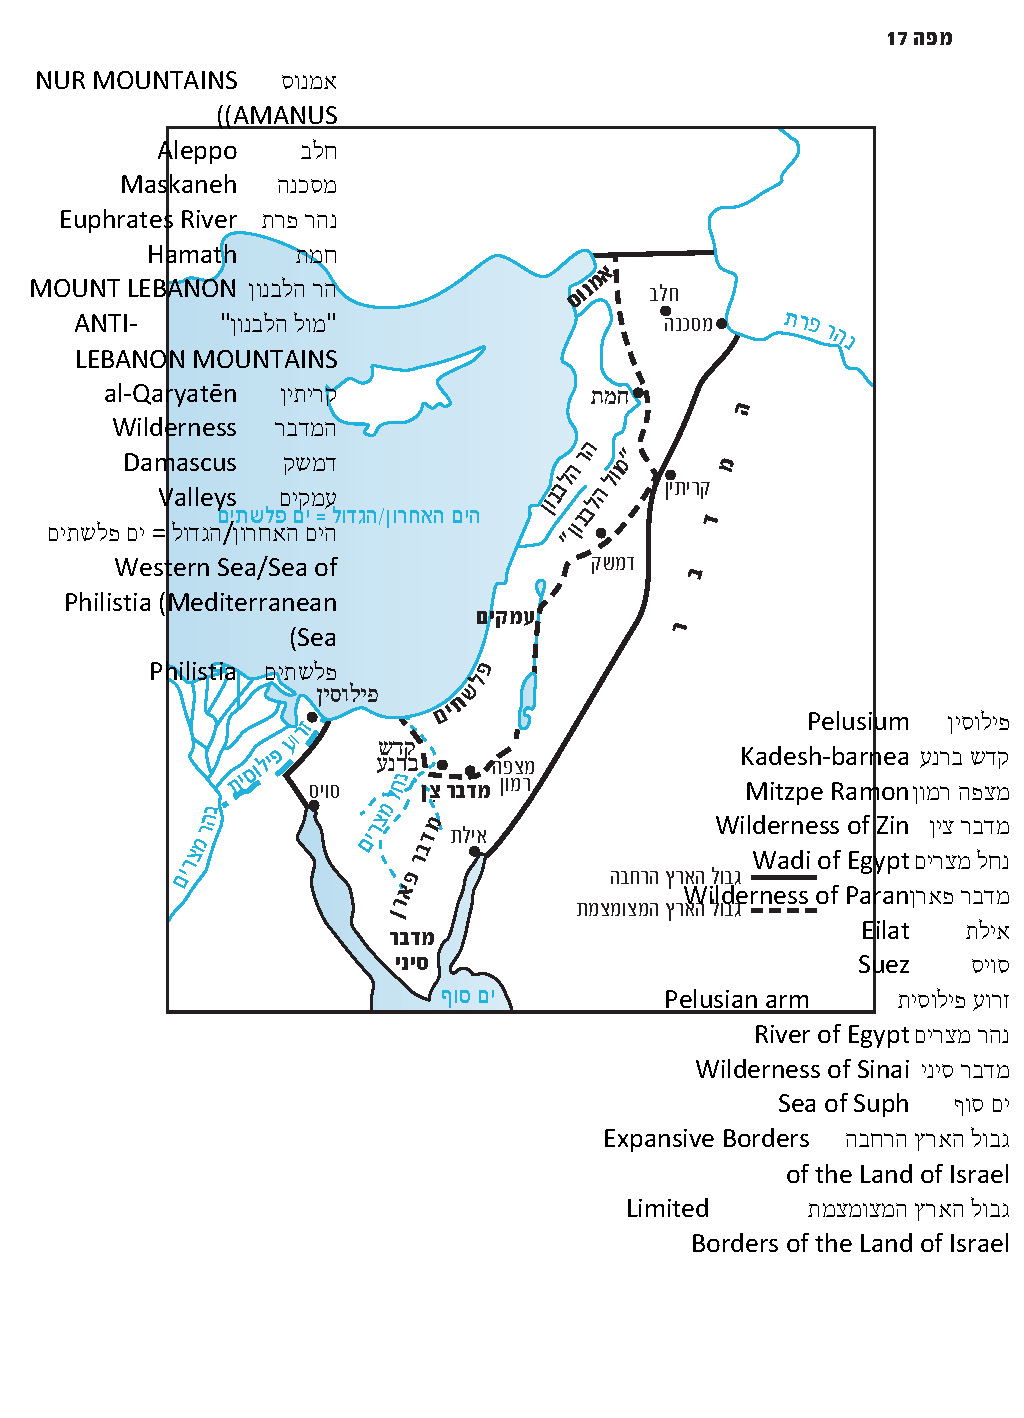 מפה 17
NUR MOUNTAINS אמנוס
((AMANUS
Aleppo חלב
Maskaneh מסכנה
Euphrates River נהר פרת
Hamath חמת
MOUNT LEBANON הר הלבנון
ANTI- "מול הלבנון"
LEBANON MOUNTAINS
al-Qaryatēn קריתין
Wilderness המדבר
Damascus דמשק
Valleys עמקים
הים האחרון/הגדול = ים פלשתים
Western Sea/Sea of
Philistia (Mediterranean
(Sea
Philistia פלשתים
אמנוס
חלב
מסכנה
נהר פרת
חמת
הר הלבנון
"מול הלבנון"
קריתין
המדבר
דמשק
הים האחרון/הגדול = ים פלשתים
עמקים
פלשתים
פילוסין
זרוע פילוסית
קדש
ברנע
מצפה
רמון
מדבר צין
נחל מצרים
סויס
נהר מצרים
אילת
מדבר פארן
מדבר
סיני
ים סוף
גבול הארץ הרחבה
גבול הארץ המצומצמת
Pelusium פילוסין
Kadesh-barnea קדש ברנע
Mitzpe Ramon מצפה רמון
Wilderness of Zin מדבר צין
Wadi of Egypt נחל מצרים
Wilderness of Paran מדבר פארן
Eilat אילת
Suez סויס
Pelusian arm זרוע פילוסית
River of Egypt נהר מצרים
Wilderness of Sinai מדבר סיני
Sea of Suph ים סוף
Expansive Borders גבול הארץ הרחבה
of the Land of Israel
Limited גבול הארץ המצומצמת
Borders of the Land of Israel